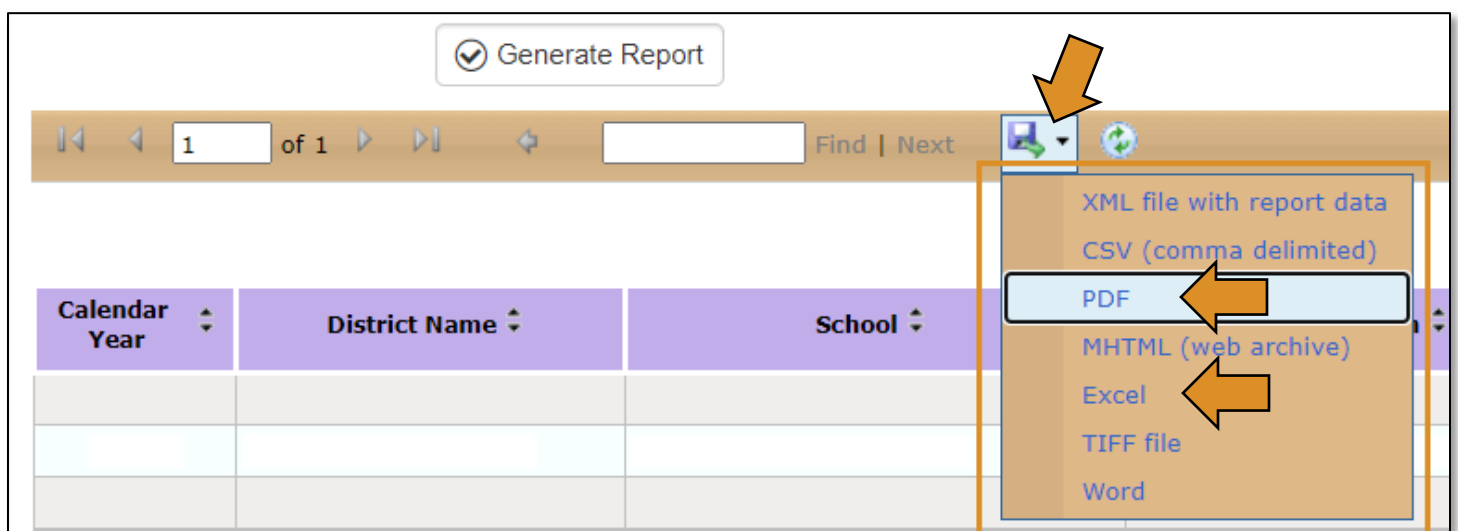 Generate Report
1 of 1 Find | Next
XML file with report data
CSV (comma delimited)
PDF
MHTML (web archive)
Excel
TIFF file
Word
Calendar
Year
District Name
School